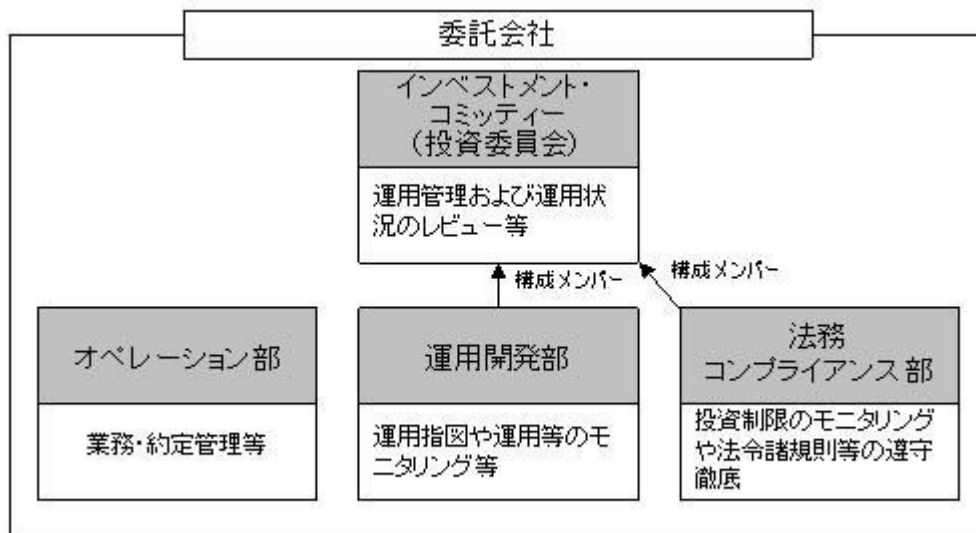 委託会社
インベストメント・
コミッティー
（投資委員会）
運用管理および運用状
況のレビュー等
構成メンバー
構成メンバー
オペレーション部
運用開発部
法務
コンプライアンス部
業務・約定管理等
運用指図や運用等のモ
ニタリング等
投資制限のモニタリング
や法令諸規則等の遵守
徹底